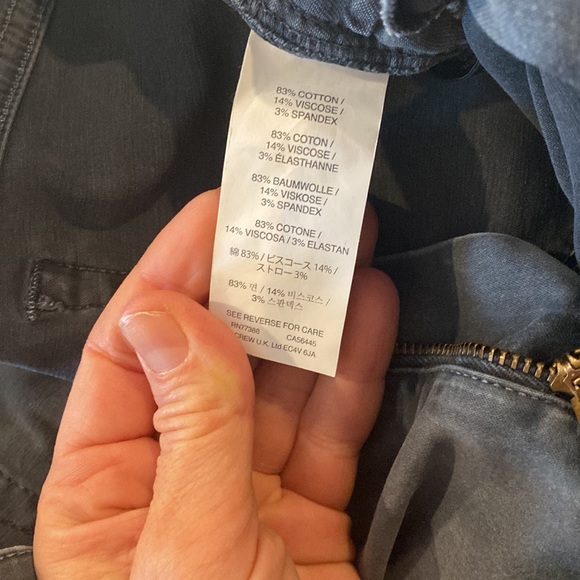 83% COTTON /
14% VISCOSE /
3% SPANDEX
83% COTON /
14% VISCOSE /
3% ÉLASTHANNE
83% BAUMWOLLE /
14% VISKOSE /
3% SPANDEX
83% COTONE /
14% VISCOSA / 3% ELASTAN
綿 83% / ビスコース 14% /
ストロー 3%
83% 면 / 14% 비스코스 /
3% 스판덱스
SEE REVERSE FOR CARE
RN77388 CA56445
CREW U.K. Ltd EC4V 6JA